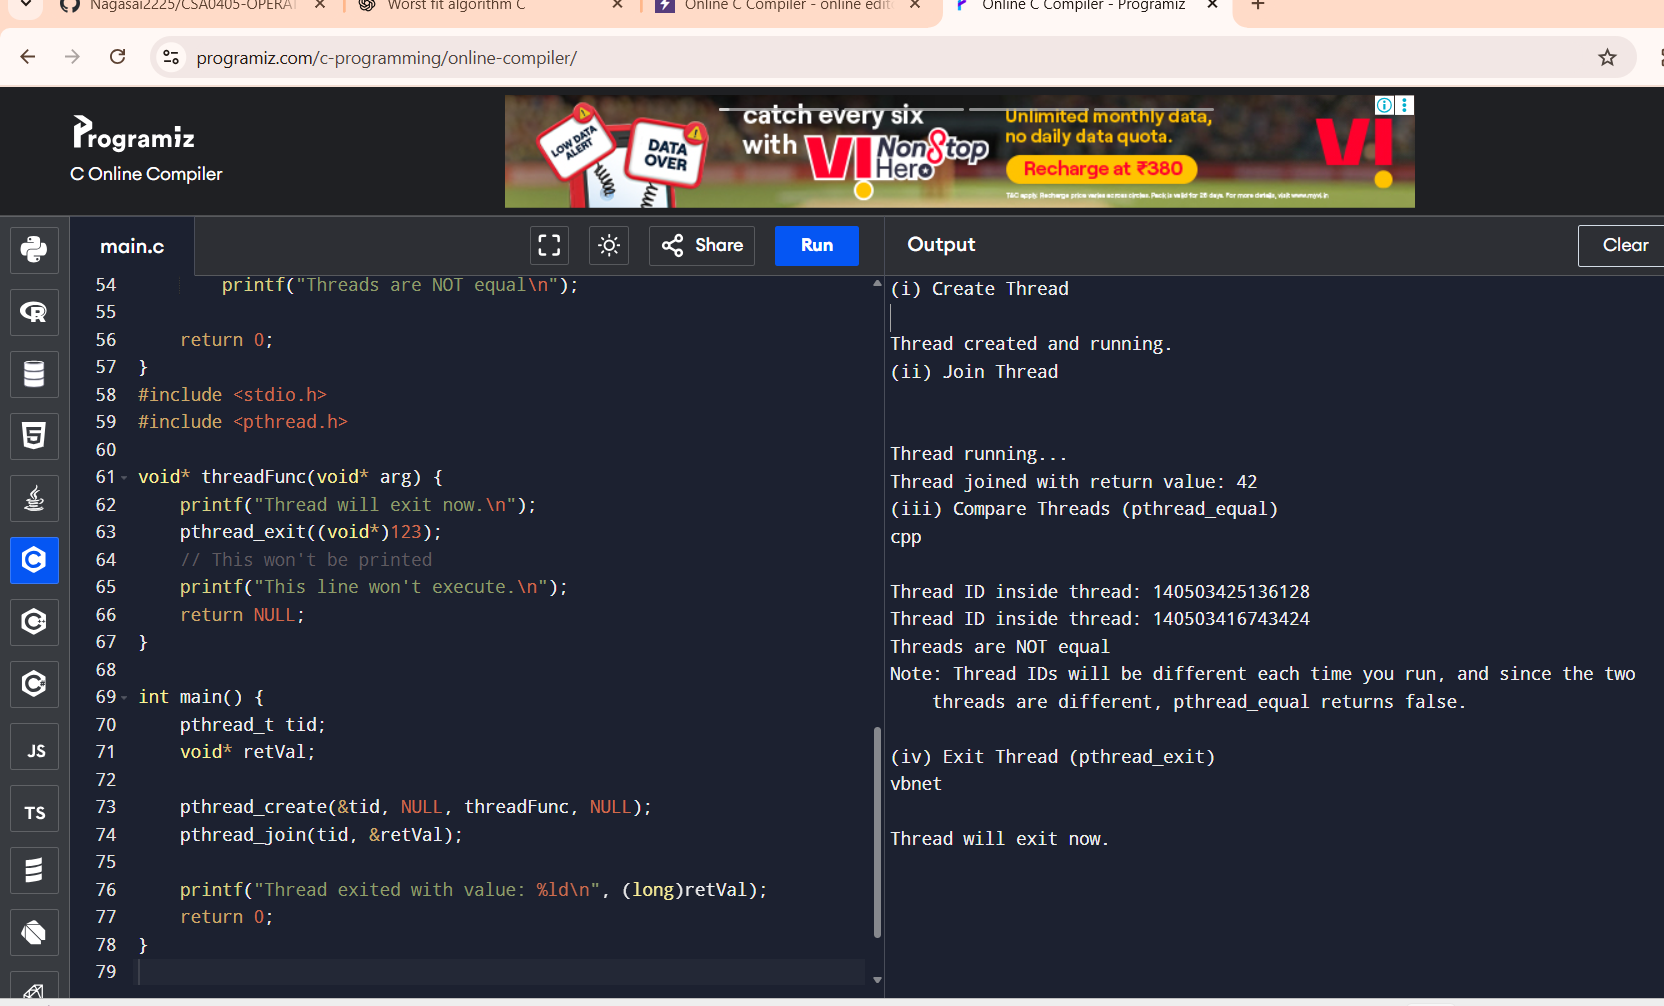 Nagasai2225/CSA0405-OPERAT
Worst fit algorithm C
Online C Compiler - online edit
Online C Compiler - Programiz
programiz.com/c-programming/online-compiler/
Programiz
C Online Compiler
LOW DATA ALERT
DATA OVER
catch every six
with VI NonStop Hero
Unlimited monthly data,
no daily data quota.
Recharge at ₹380
T&C apply. Recharge price varies across circles. Pack is valid for 28 days. For more details, visit www.myvi.in
VI
main.c
Share
Run
Output
Clear
54 printf("Threads are NOT equal\n");
55
56 return 0;
57 }
58 #include <stdio.h>
59 #include <pthread.h>
60
61 void* threadFunc(void* arg) {
62 printf("Thread will exit now.\n");
63 pthread_exit((void*)123);
64 // This won't be printed
65 printf("This line won't execute.\n");
66 return NULL;
67 }
68
69 int main() {
70 pthread_t tid;
71 void* retVal;
72
73 pthread_create(&tid, NULL, threadFunc, NULL);
74 pthread_join(tid, &retVal);
75
76 printf("Thread exited with value: %ld\n", (long)retVal);
77 return 0;
78 }
79
(i) Create Thread
Thread created and running.
(ii) Join Thread
Thread running...
Thread joined with return value: 42
(iii) Compare Threads (pthread_equal)
cpp
Thread ID inside thread: 140503425136128
Thread ID inside thread: 140503416743424
Threads are NOT equal
Note: Thread IDs will be different each time you run, and since the two
threads are different, pthread_equal returns false.
(iv) Exit Thread (pthread_exit)
vbnet
Thread will exit now.
R
5
C
C
C
JS
TS